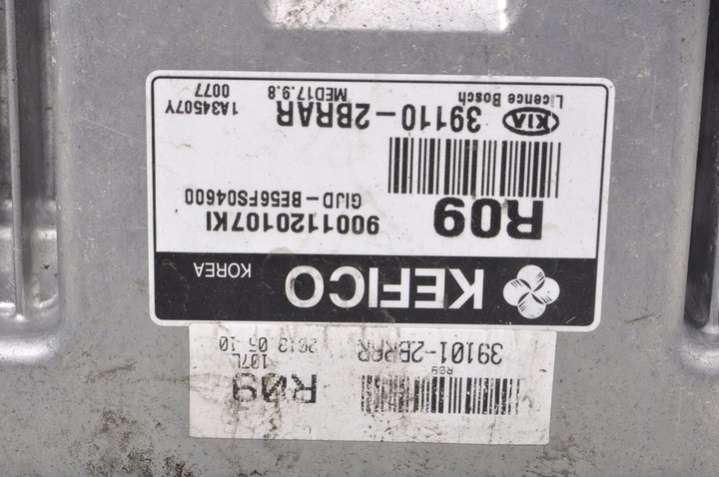 R09
R09
107L
39101-2BRAR 2013 05 10
KEFICO KOREA
R09 9001120107KI
GIJD-BE56FS04600
KIA 39110-2BRAR 1A34507Y
Licence Bosch MED17.9.8 0077